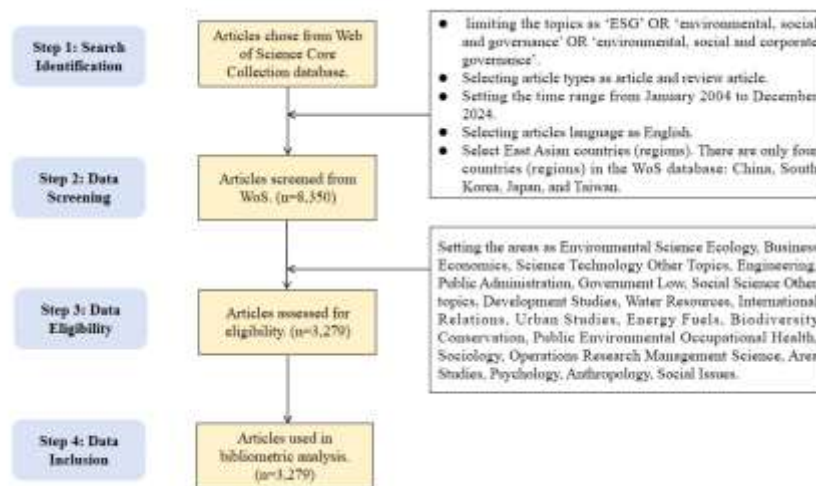 Step 1: Search
Identification
Articles chose from Web
of Science Core
Collection database.
● limiting the topics as ‘ESG’ OR ‘environmental, social
and governance’ OR ‘environmental, social and corporate
governance’.
● Selecting article types as article and review article.
● Setting the time range from January 2004 to December
2024.
● Selecting articles language as English.
● Select East Asian countries (regions). There are only four
countries (regions) in the WoS database: China, South
Korea, Japan, and Taiwan.
Step 2: Data
Screening
Articles screened from
WoS. (n=8,350)
Setting the areas as Environmental Science Ecology, Business
Economics, Science Technology Other Topics, Engineering,
Public Administration, Government Low, Social Science Other
topics, Development Studies, Water Resources, International
Relations, Urban Studies, Energy Fuels, Biodiversity
Conservation, Public Environmental Occupational Health,
Sociology, Operations Research Management Science, Area
Studies, Psychology, Anthropology, Social Issues.
Step 3: Data
Eligibility
Articles assessed for
eligibility. (n=3,279)
Step 4: Data
Inclusion
Articles used in
bibliometric analysis.
(n=3,279)